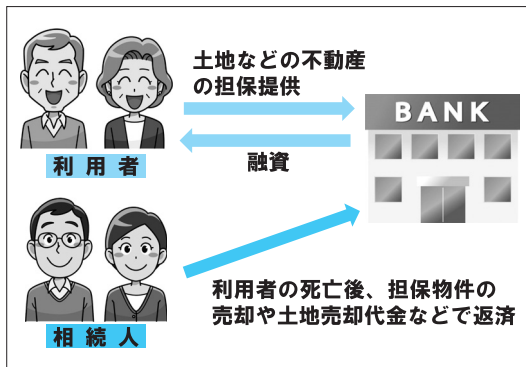 土地などの不動産
の担保提供
BANK
融資
利用者
利用者の死亡後、担保物件の
売却や土地売却代金などで返済
相続人